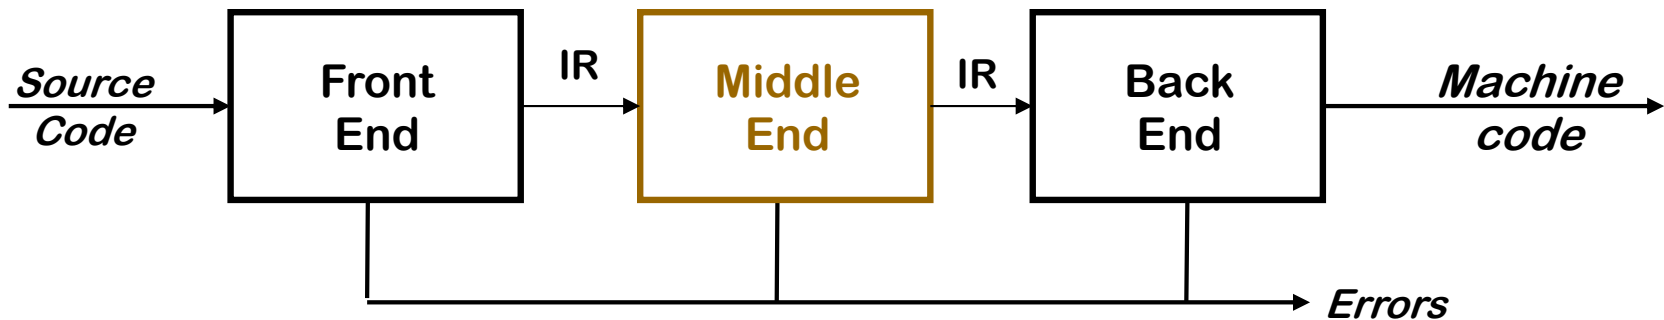 Source
Code
Front
End
IR
Middle
End
IR
Back
End
Machine
code
Errors